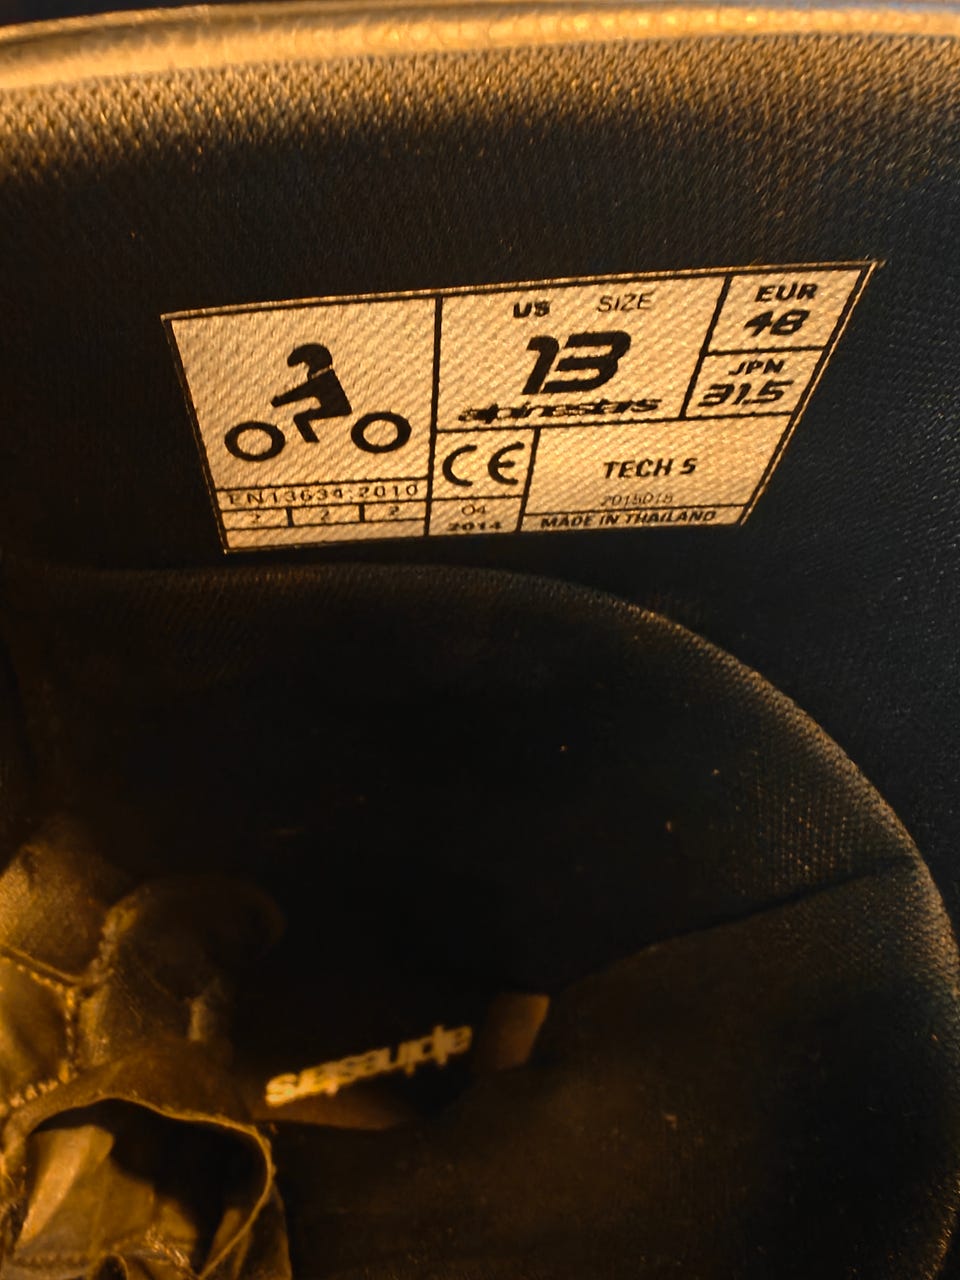 US SIZE
13
alpinestars
EUR
48
JPN
31.5
EN13634:2010
2 2 2
CE
04
2014
TECH 5
2015015
MADE IN THAILAND
alpinestars